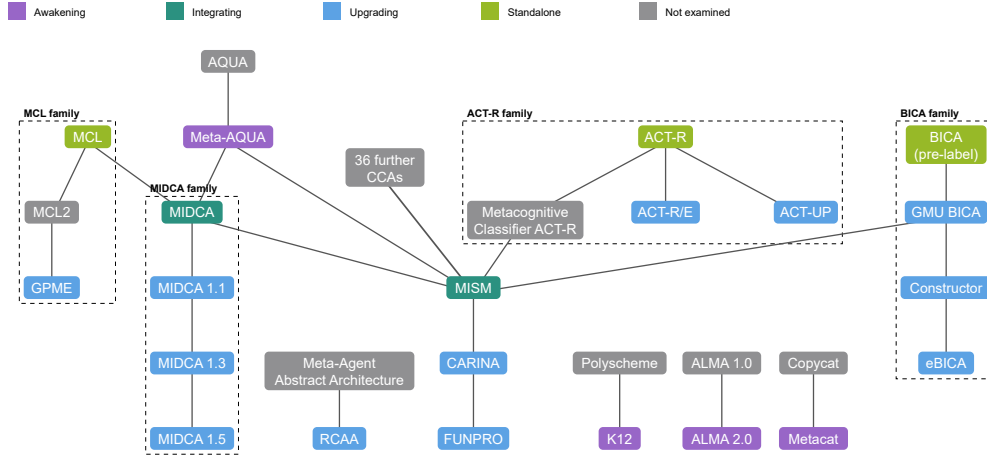 Awakening
Integrating
Upgrading
Standalone
Not examined
AQUA
MCL family
ACT-R family
BICA family
MCL
Meta-AQUA
ACT-R
BICA
(pre-label)
36 further
CCAs
MIDCA family
MCL2
MIDCA
Metacognitive
Classifier ACT-R
ACT-R/E
ACT-UP
GMU BICA
GPME
MIDCA 1.1
MISM
Constructor
MIDCA 1.3
Meta-Agent
Abstract Architecture
CARINA
Polyscheme
ALMA 1.0
Copycat
eBICA
MIDCA 1.5
RCAA
FUNPRO
K12
ALMA 2.0
Metacat